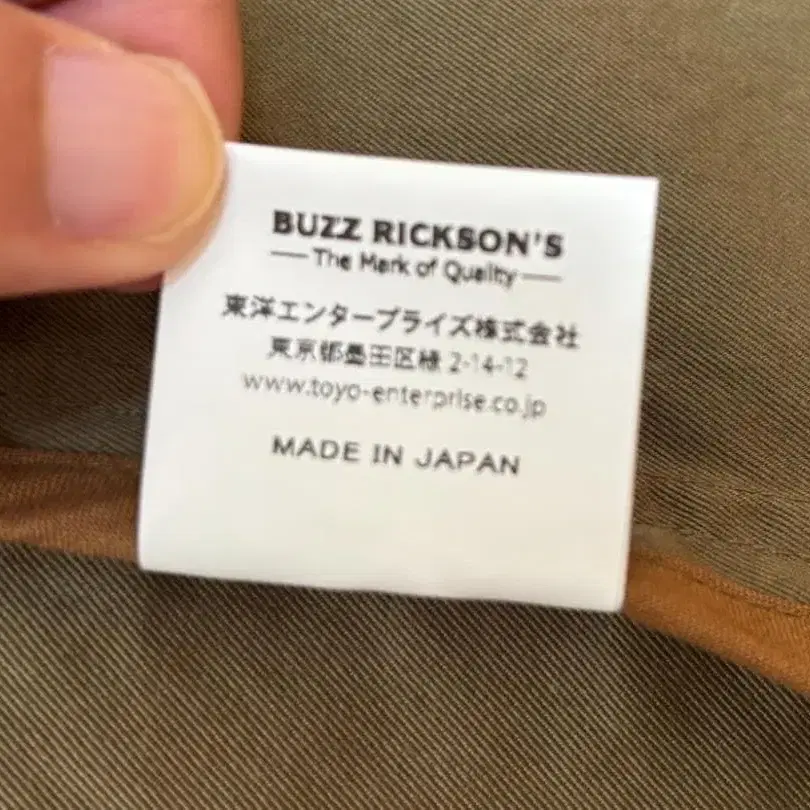 BUZZ RICKSON'S
The Mark of Quality
東洋エンタープライズ株式会社
東京都墨田区緑 2-14-12
www.toyo-enterprise.co.jp
MADE IN JAPAN